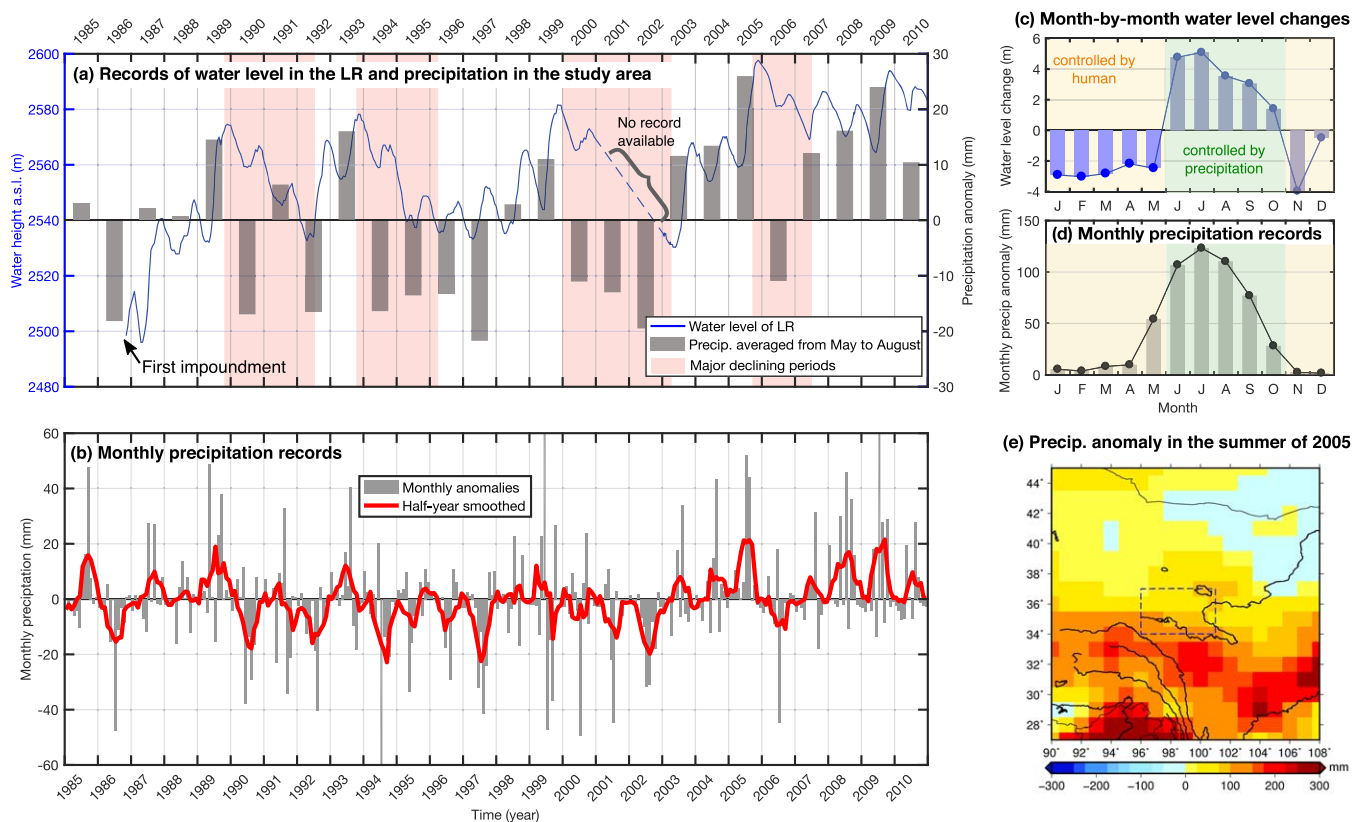 1985 1986 1987 1988 1989 1990 1991 1992 1993 1994 1995 1996 1997 1998 1999 2000 2001 2002 2003 2004 2005 2006 2007 2008 2009 2010
(a) Records of water level in the LR and precipitation in the study area
Water height a.s.l. (m)
2600
2580
2560
2540
2520
2500
2480
Precipitation anomaly (mm)
30
20
10
0
-10
-20
-30
No record
available
First impoundment
Water level of LR
Precip. averaged from May to August
Major declining periods
(b) Monthly precipitation records
Monthly preciptation (mm)
60
40
20
0
-20
-40
-60
Monthly anomalies
Half-year smoothed
1985 1986 1987 1988 1989 1990 1991 1992 1993 1994 1995 1996 1997 1998 1999 2000 2001 2002 2003 2004 2005 2006 2007 2008 2009 2010
Time (year)
(c) Month-by-month water level changes
Water level change (m)
6
4
2
0
-2
-4
controlled by
human
controlled by
precipitation
J F M A M J J A S O N D
(d) Monthly precipitation records
Monthly precip anomaly (mm)
150
100
50
0
J F M A M J J A S O N D
Month
(e) Precip. anomaly in the summer of 2005
44°
42°
40°
38°
36°
34°
32°
30°
28°
90° 92° 94° 96° 98° 100° 102° 104° 106° 108°
mm
−300 −200 −100 0 100 200 300